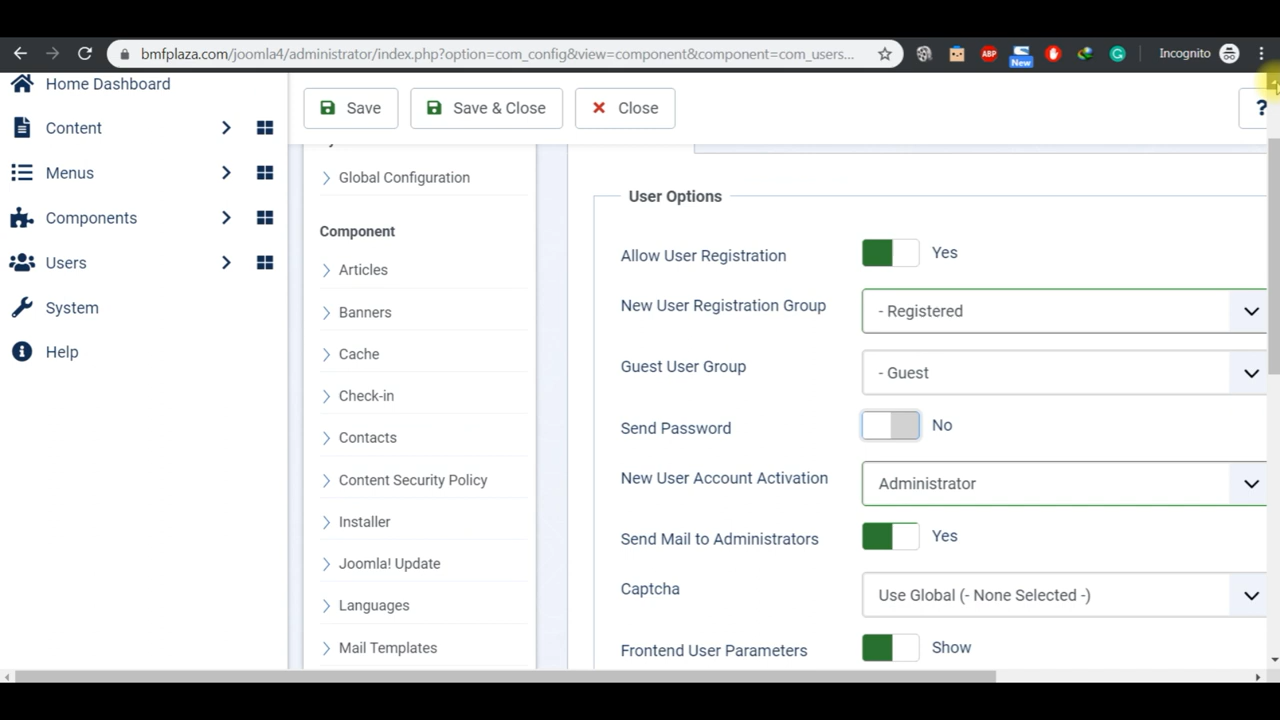 bmfplaza.com/joomla4/administrator/index.php?option=com_config&view=component&component=com_users...
ABP
New
Incognito
Home Dashboard
Content
Menus
Components
Users
System
Help
Save
Save & Close
Close
?
Global Configuration
Component
Articles
Banners
Cache
Check-in
Contacts
Content Security Policy
Installer
Joomla! Update
Languages
Mail Templates
User Options
Allow User Registration
Yes
New User Registration Group
- Registered
Guest User Group
- Guest
Send Password
No
New User Account Activation
Administrator
Send Mail to Administrators
Yes
Captcha
Use Global (- None Selected -)
Frontend User Parameters
Show